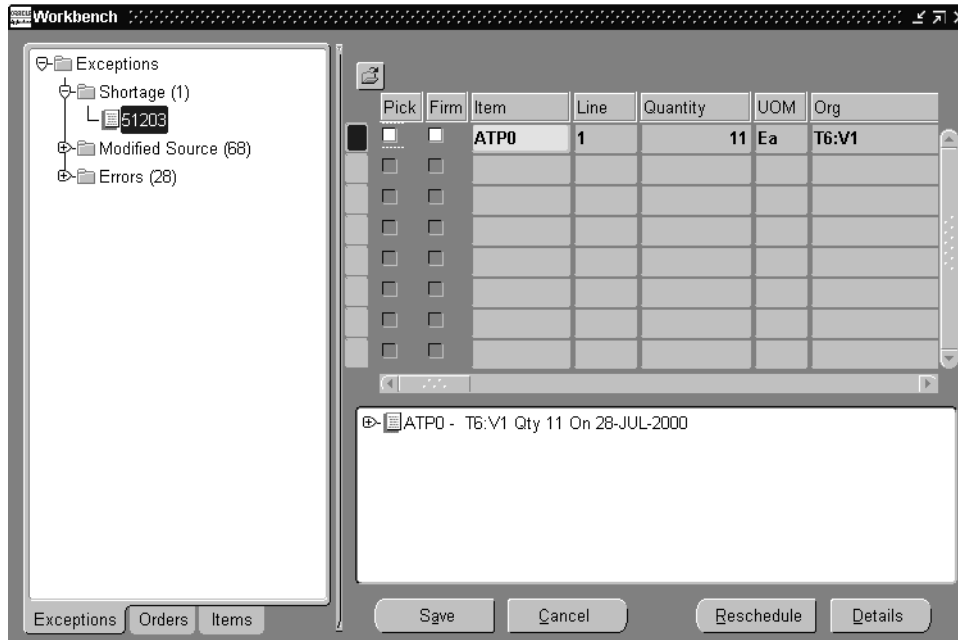 Workbench
Exceptions
Shortage (1)
51203
Modified Source (68)
Errors (28)
Pick Firm Item Line Quantity UOM Org
ATP0 1 11 Ea T6:V1
ATP0 - T6:V1 Qty 11 On 28-JUL-2000
Exceptions Orders Items
Save Cancel Reschedule Details